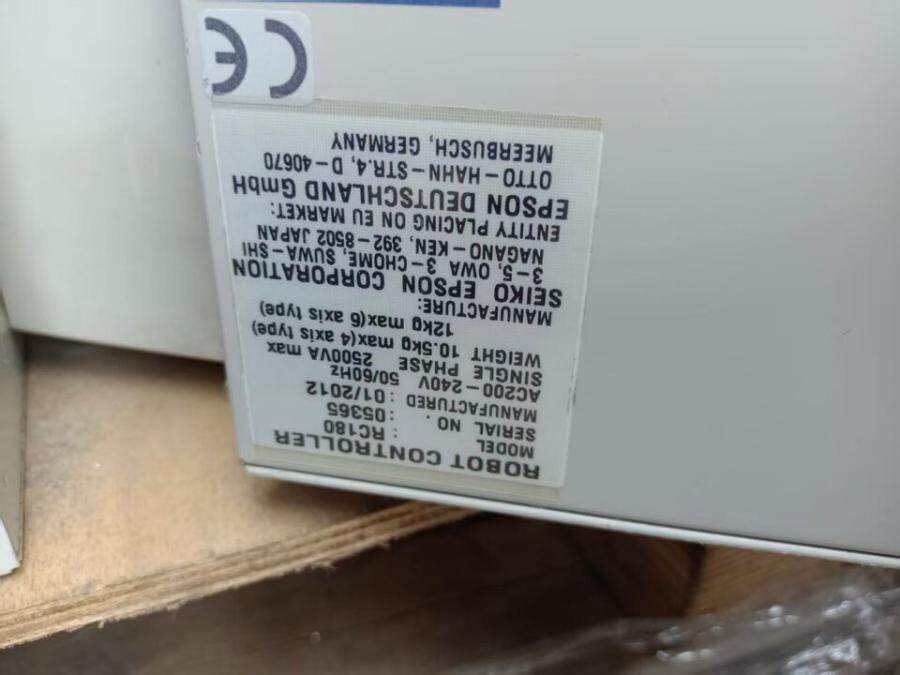 ROBOT CONTROLLER
MODEL : RC180
SERIAL NO. : 05365
MANUFACTURED : 01/2012
AC200-240V 50/60Hz
SINGLE PHASE 2500VA max
WEIGHT 10.5kg max(4 axis type)
12kg max(6 axis type)
MANUFACTURE:
SEIKO EPSON CORPORATION
3-5, OWA 3-CHOME, SUWA-SHI
NAGANO-KEN, 392-8502 JAPAN
ENTITY PLACING ON EU MARKET:
EPSON DEUTSCHLAND GmbH
OTTO-HAHN-STR.4, D-40670
MEERBUSCH, GERMANY
CE